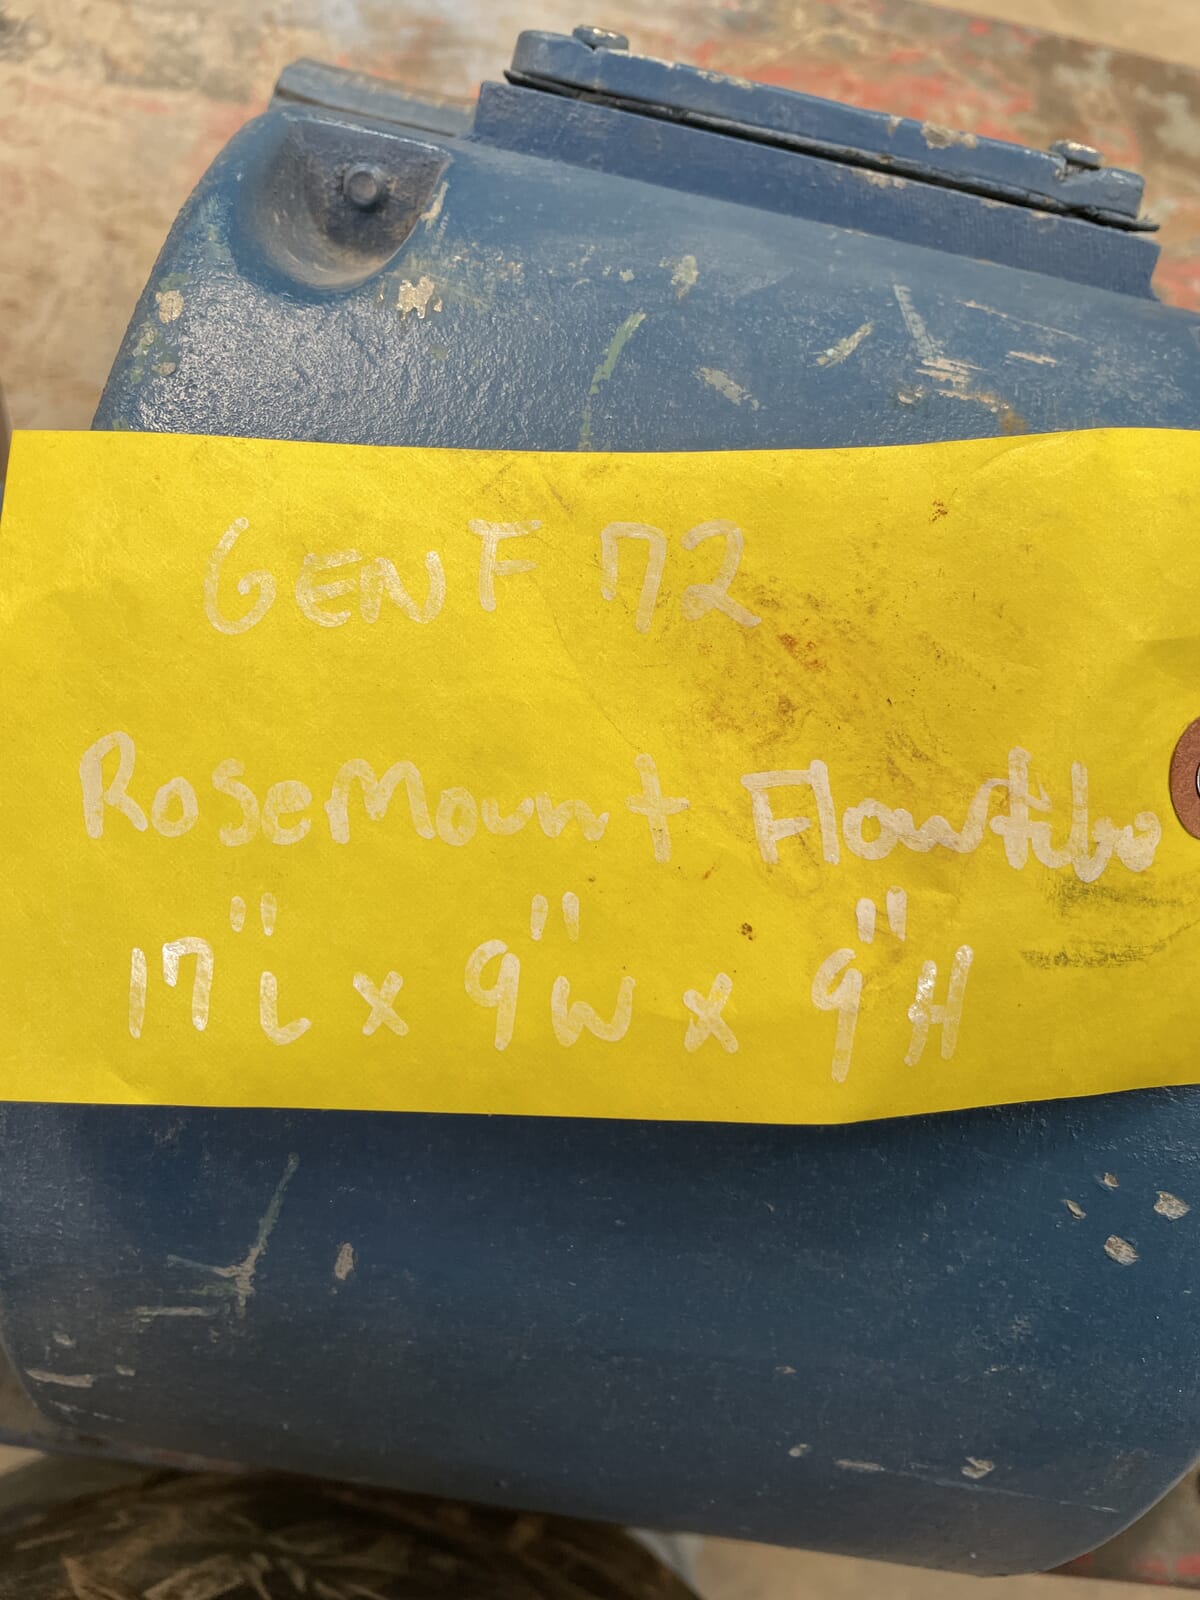 GENF 72
Rosemount Flowtube
17" L x 9" W x 9" H